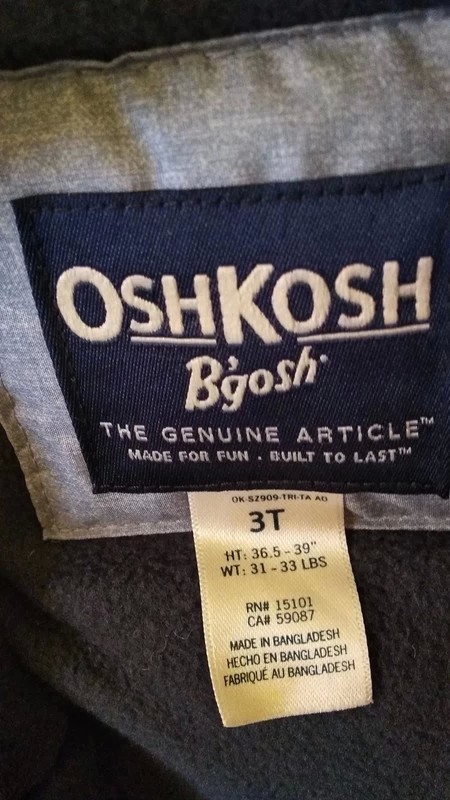 OSHKOSH
B'gosh
THE GENUINE ARTICLE™
MADE FOR FUN . BUILT TO LAST™
OK-SZ909-TRI-TA AD
3T
HT: 36.5 - 39"
WT: 31 - 33 LBS
RN# 15101
CA# 59087
MADE IN BANGLADESH
HECHO EN BANGLADESH
FABRIQUÉ AU BANGLADESH